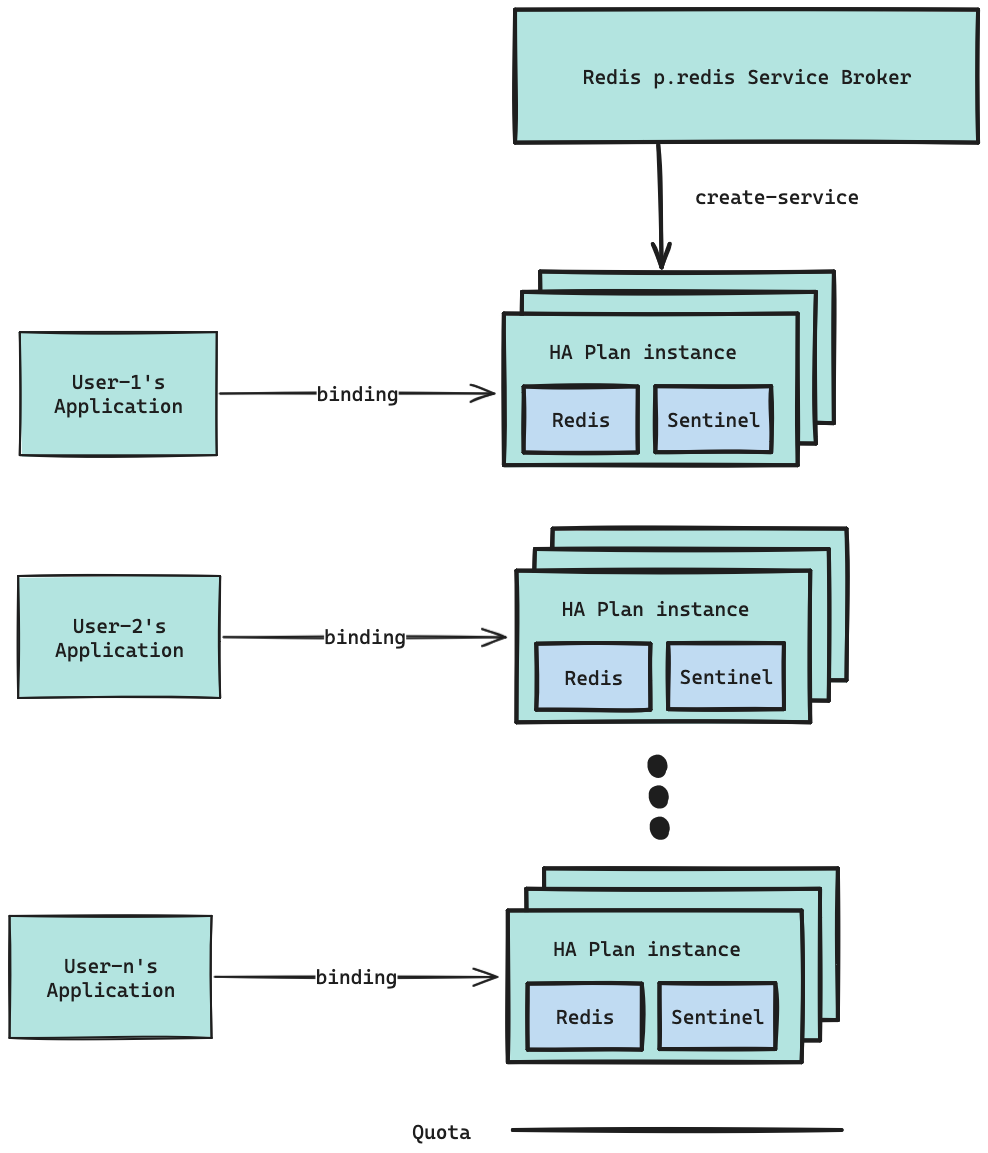 Redis p.redis Service Broker
create-service
HA Plan instance
User-1's
Application
binding
Redis
Sentinel
HA Plan instance
User-2's
Application
binding
Redis
Sentinel
HA Plan instance
User-n's
Application
binding
Redis
Sentinel
Quota